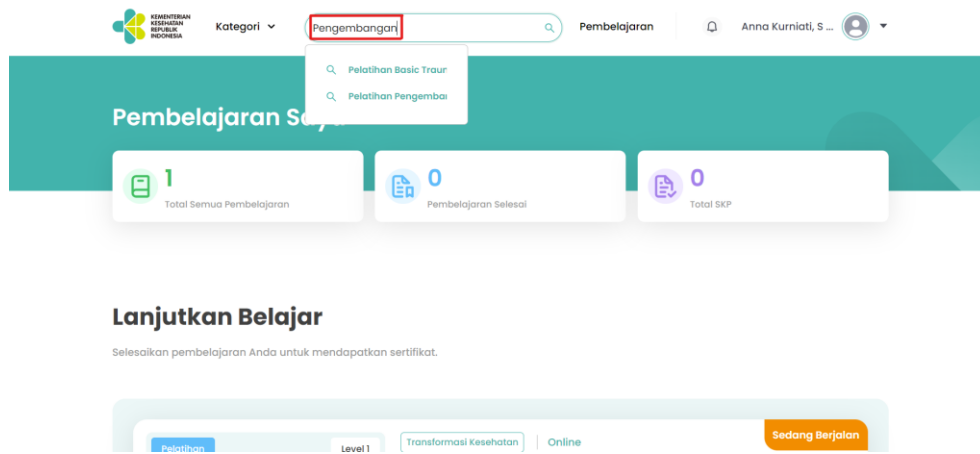 KEMENTERIAN
KESEHATAN
REPUBLIK
INDONESIA
Kategori
Pengembangan
Pembelajaran
Anna Kurniati, S ...
Pelatihan Basic Traun
Pelatihan Pengemba
Pembelajaran Saya
1
Total Semua Pembelajaran
0
Pembelajaran Selesai
0
Total SKP
Lanjutkan Belajar
Selesaikan pembelajaran Anda untuk mendapatkan sertifikat.
Pelatihan
Level 1
Transformasi Kesehatan
Online
Sedang Berjalan